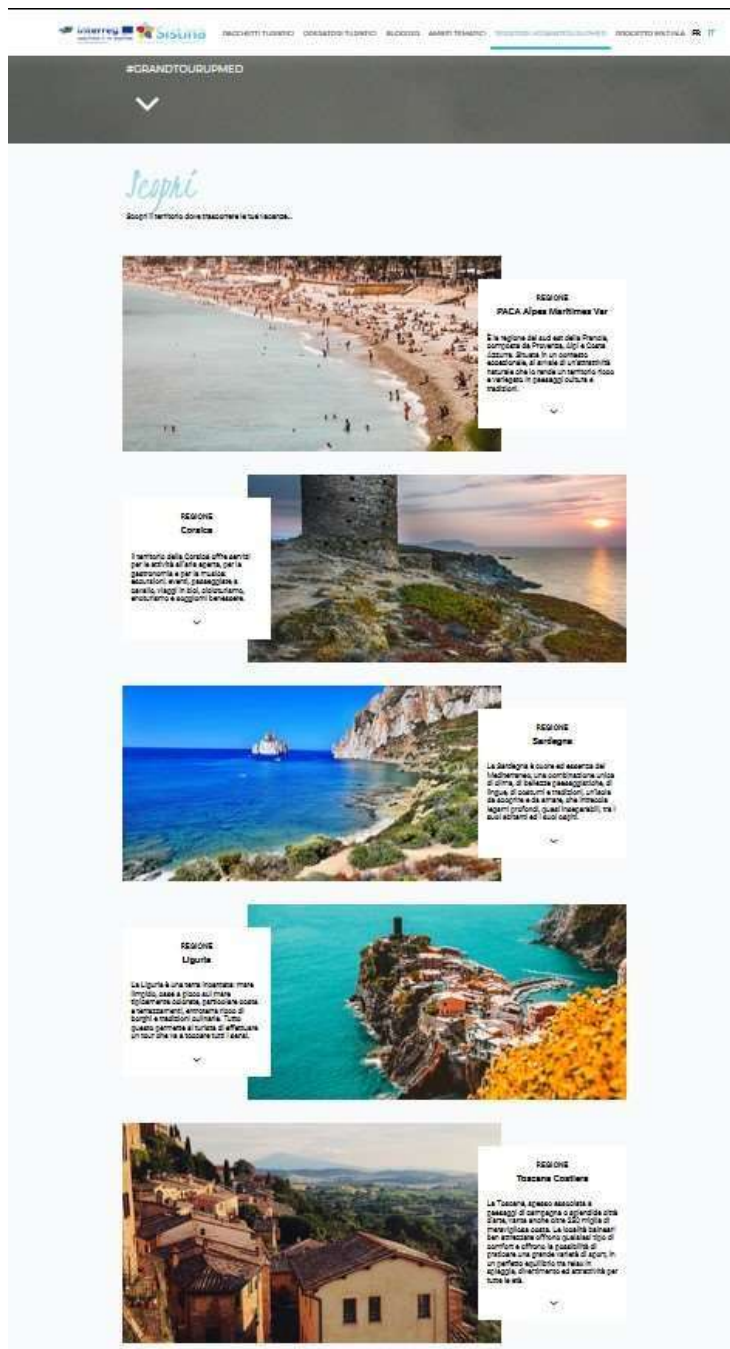 Interreg Sistina PACCHETTI TURISTICI OPERATORI TURISTICI AMBITI TEMATICI FR IT
#GRANDTOURUPMED
Scopri
Scopri il territorio dove trascorrere le tue vacanze...
REGIONE
PACA Alpes Maritimes Var
È la regione del sud est della Francia,
composta da Provenza, Alpi e Costa
Azzurra. Situata in un contesto
eccezionale, si avvale di un'attrattività
naturale che lo rende un territorio ricco
e variegato in paesaggi cultura e
tradizioni.
REGIONE
Corsica
Il territorio della Corsica offre servizi
per le attività all'aria aperta, per la
gastronomia e per la musica:
escursioni, eventi, passeggiate a
cavallo, viaggi in bici, cicloturismo,
enoturismo e soggiorni benessere.
REGIONE
Sardegna
La Sardegna è cuore ed essenza del
Mediterraneo, una combinazione unica
di clima, di bellezze paesaggistiche, di
lingue, di costumi e tradizioni, un'isola
da scoprire e da amare, che intreccia
legami profondi, quasi inseparabili, tra i
suoi abitanti ed i suoi ospiti.
REGIONE
Liguria
La Liguria è una terra incantata: mare
limpido, case a picco sul mare
tipicamente colorate, particolare costa
a terrazzamenti, entroterra ricco di
borghi e tradizioni culinarie. Tutto
questo permette al turista di effettuare
un tour che va a toccare tutti i sensi.
REGIONE
Toscana Costiera
La Toscana, spesso associata a
paesaggi di campagna o splendide città
d'arte, vanta anche oltre 250 miglia di
meravigliosa costa. Le località balneari
ben attrezzate offrono qualsiasi tipo di
comfort e offrono la possibilità di
praticare una grande varietà di sport, in
un perfetto equilibrio tra relax in
spiaggia, divertimento ed attrattività per
tutte le età.